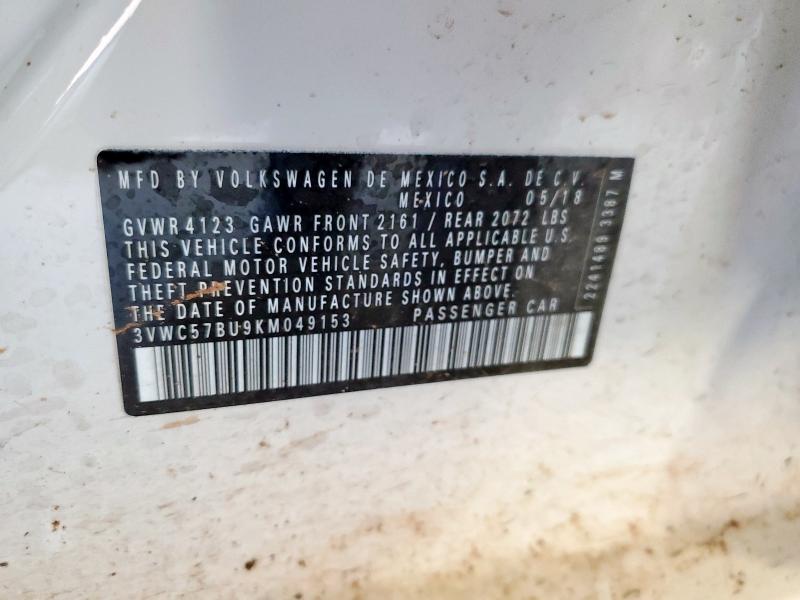 MFD BY VOLKSWAGEN DE MEXICO S.A. DE C.V.
MEXICO 05/18
GVWR 4123 GAWR FRONT 2161 / REAR 2072 LBS
THIS VEHICLE CONFORMS TO ALL APPLICABLE U.S.
FEDERAL MOTOR VEHICLE SAFETY, BUMPER AND
THEFT PREVENTION STANDARDS IN EFFECT ON
THE DATE OF MANUFACTURE SHOWN ABOVE.
3VWC57BU9KM049153 PASSENGER CAR
2241486 3387 M